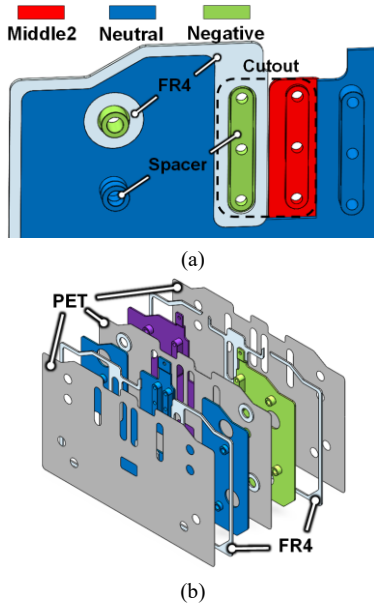 Middle2 Neutral Negative
FR4
Cutout
Spacer
(a)
PET
FR4
(b)